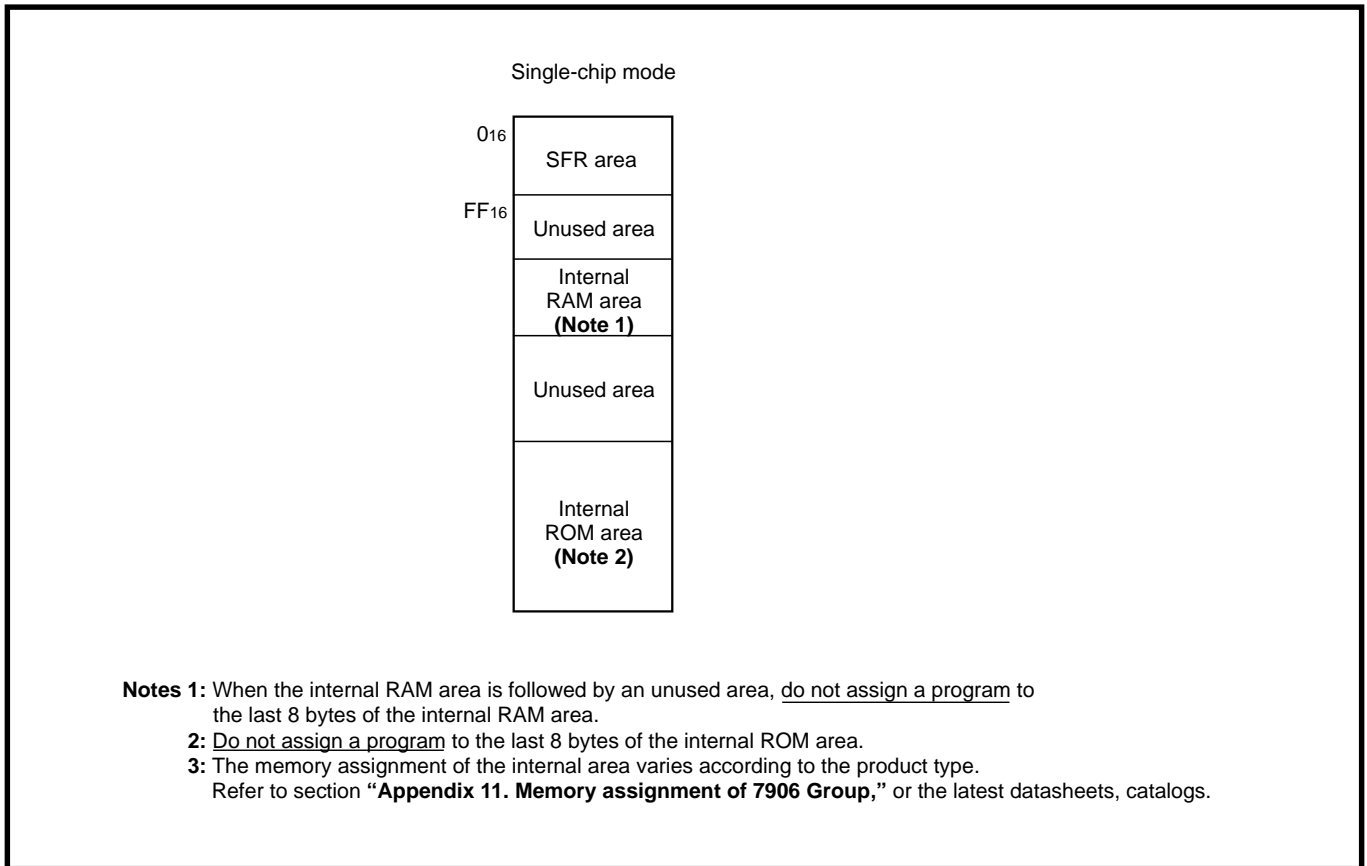 Single-chip mode
016
SFR area
FF16
Unused area
Internal
RAM area
(Note 1)
Unused area
Internal
ROM area
(Note 2)
Notes 1: When the internal RAM area is followed by an unused area, do not assign a program to
the last 8 bytes of the internal RAM area.
2: Do not assign a program to the last 8 bytes of the internal ROM area.
3: The memory assignment of the internal area varies according to the product type.
Refer to section “Appendix 11. Memory assignment of 7906 Group,” or the latest datasheets, catalogs.